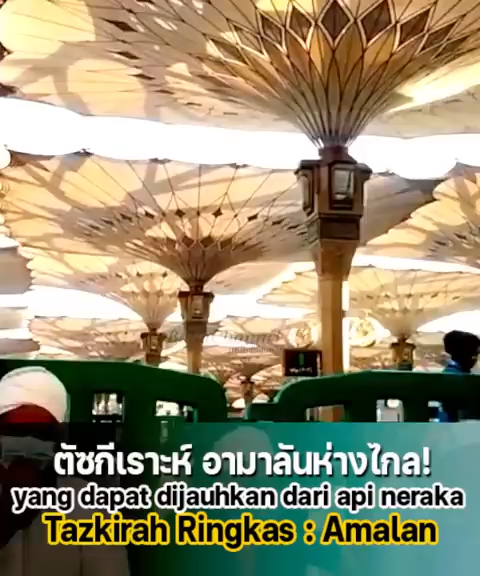 ตัซกีเราะห์ อามาลันห่างไกล!
yang dapat dijauhkan dari api neraka
Tazkirah Ringkas : Amalan